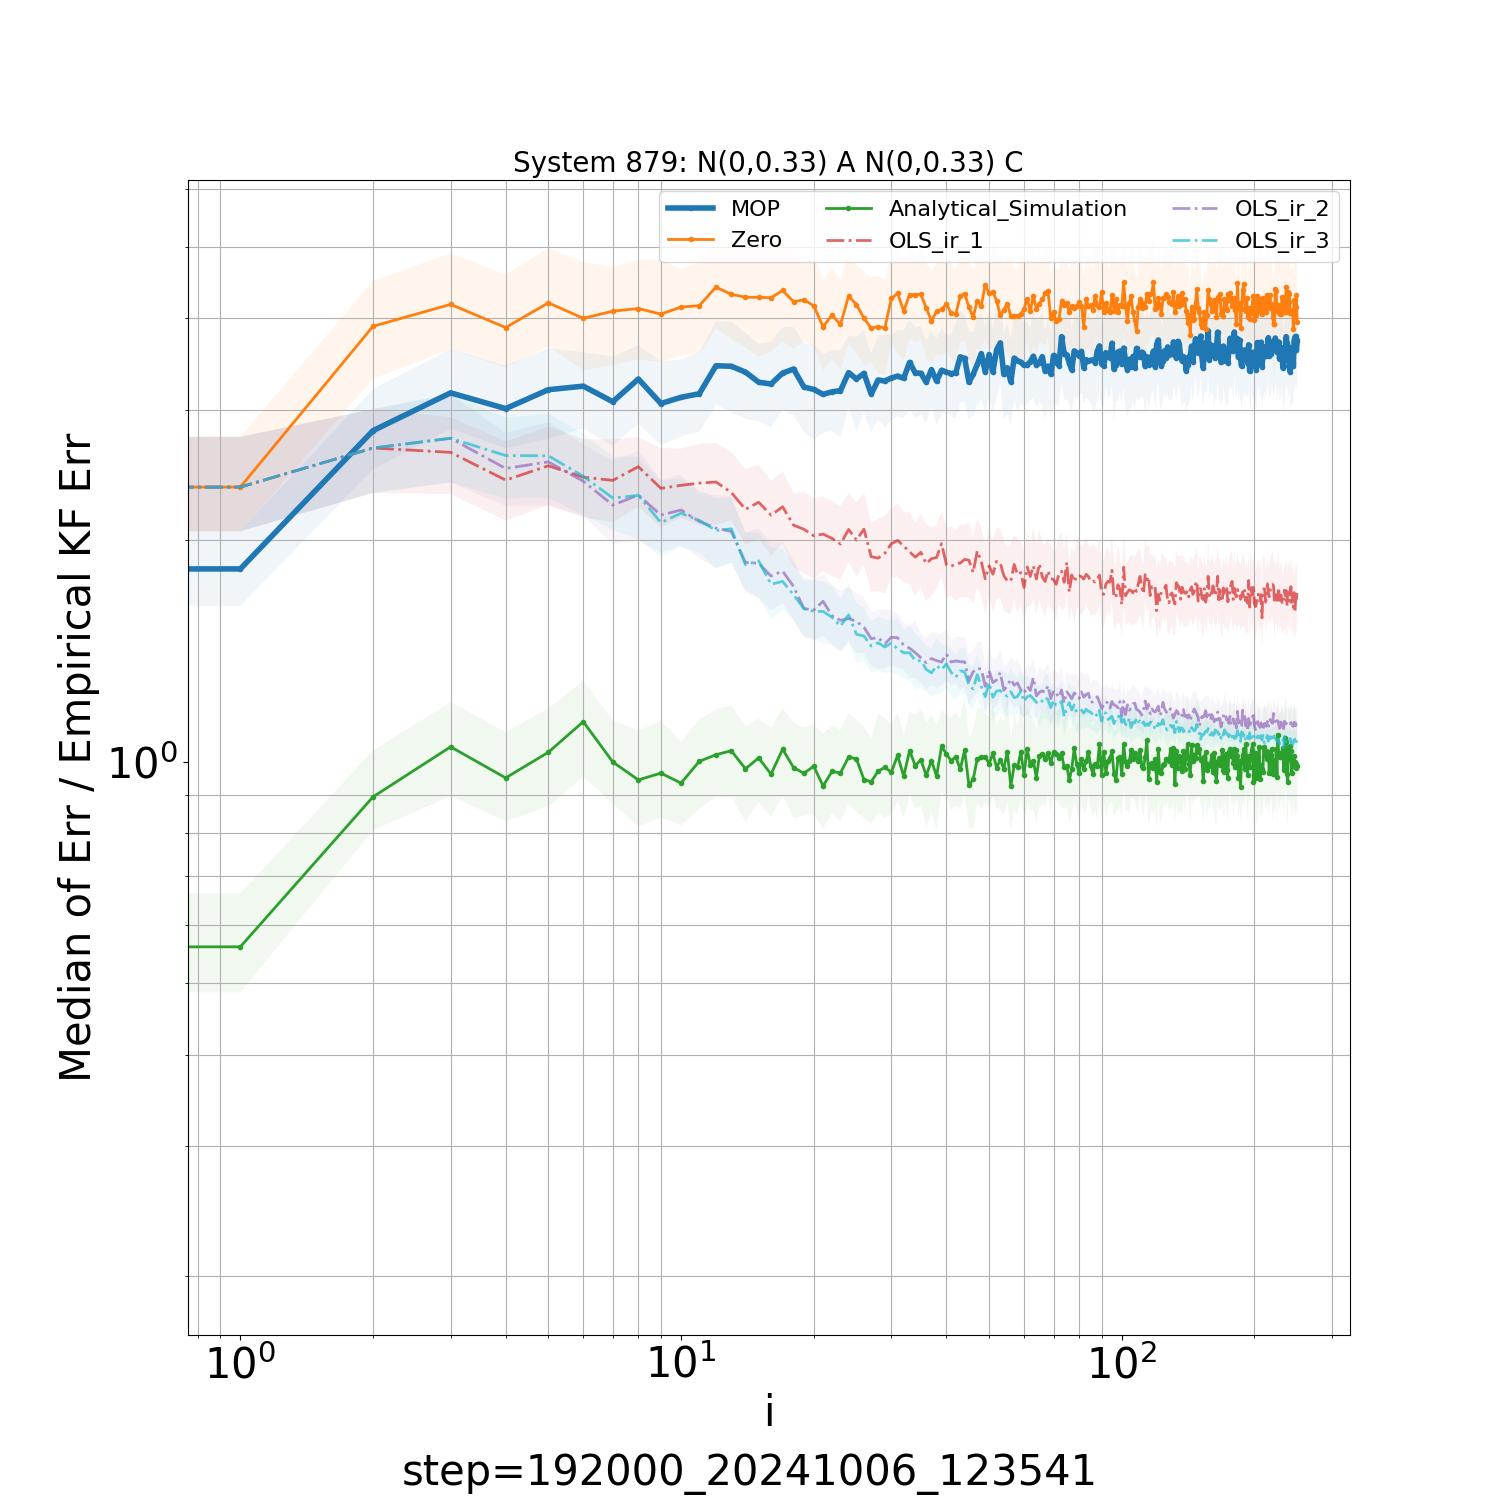 System 879: N(0,0.33) A N(0,0.33) C
MOP
Zero
Analytical_Simulation
OLS_ir_1
OLS_ir_2
OLS_ir_3
Median of Err / Empirical KF Err
10⁰
10⁰ 10¹ 10²
i
step=192000_20241006_123541